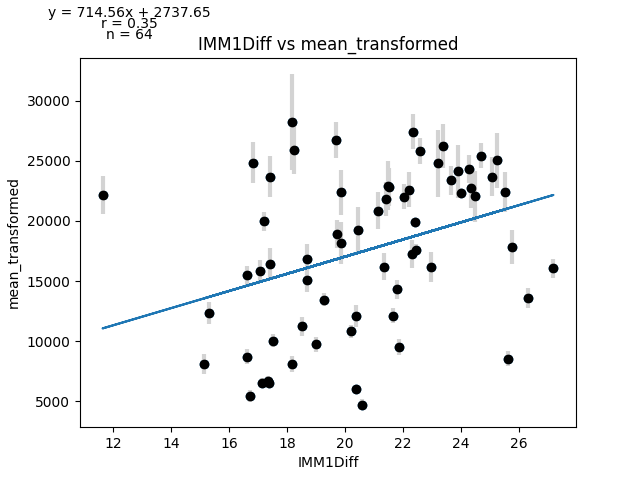 y = 714.56x + 2737.65
r = 0.35
n = 64
IMM1Diff vs mean_transformed
30000
25000
20000
15000
10000
5000
mean_transformed
12 14 16 18 20 22 24 26
IMM1Diff